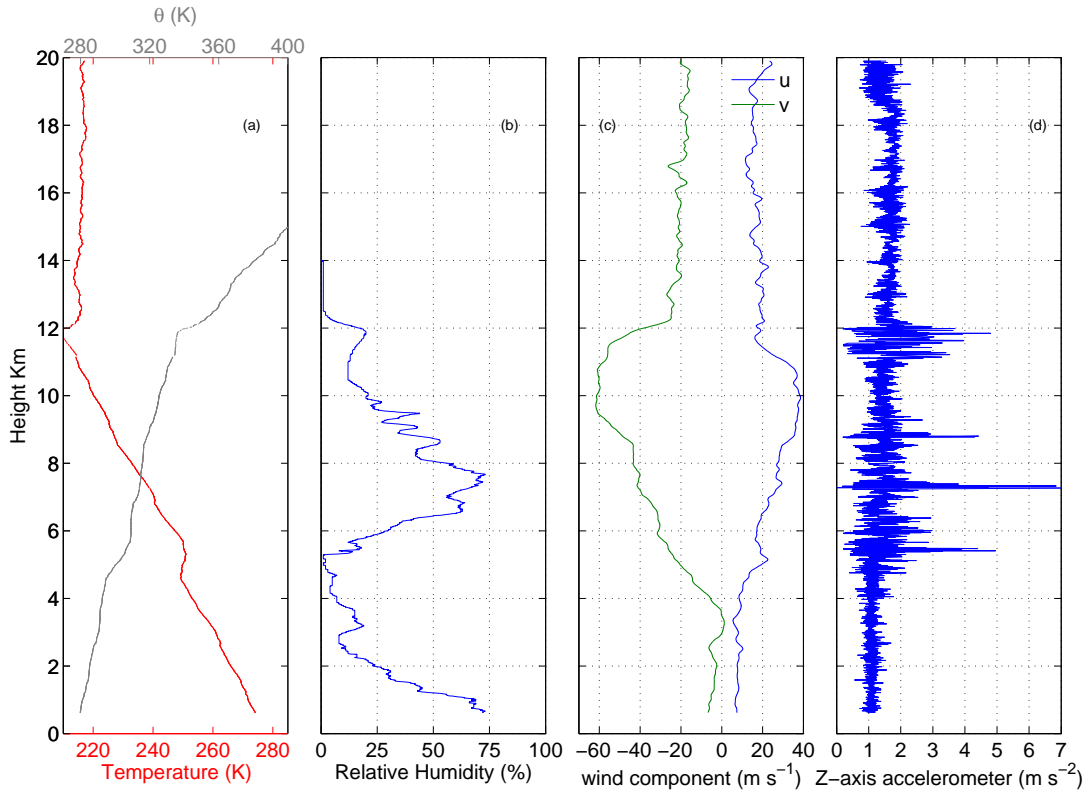 θ (K)
280 320 360 400
20
18
16
14
12
10
8
6
4
2
0
Height Km
(a)
(b)
(c)
(d)
u
v
220 240 260 280
Temperature (K)
0 25 50 75 100
Relative Humidity (%)
−60 −40 −20 0 20 40
wind component (m s⁻¹)
1 2 3 4 5 6 7
Z−axis accelerometer (m s⁻²)